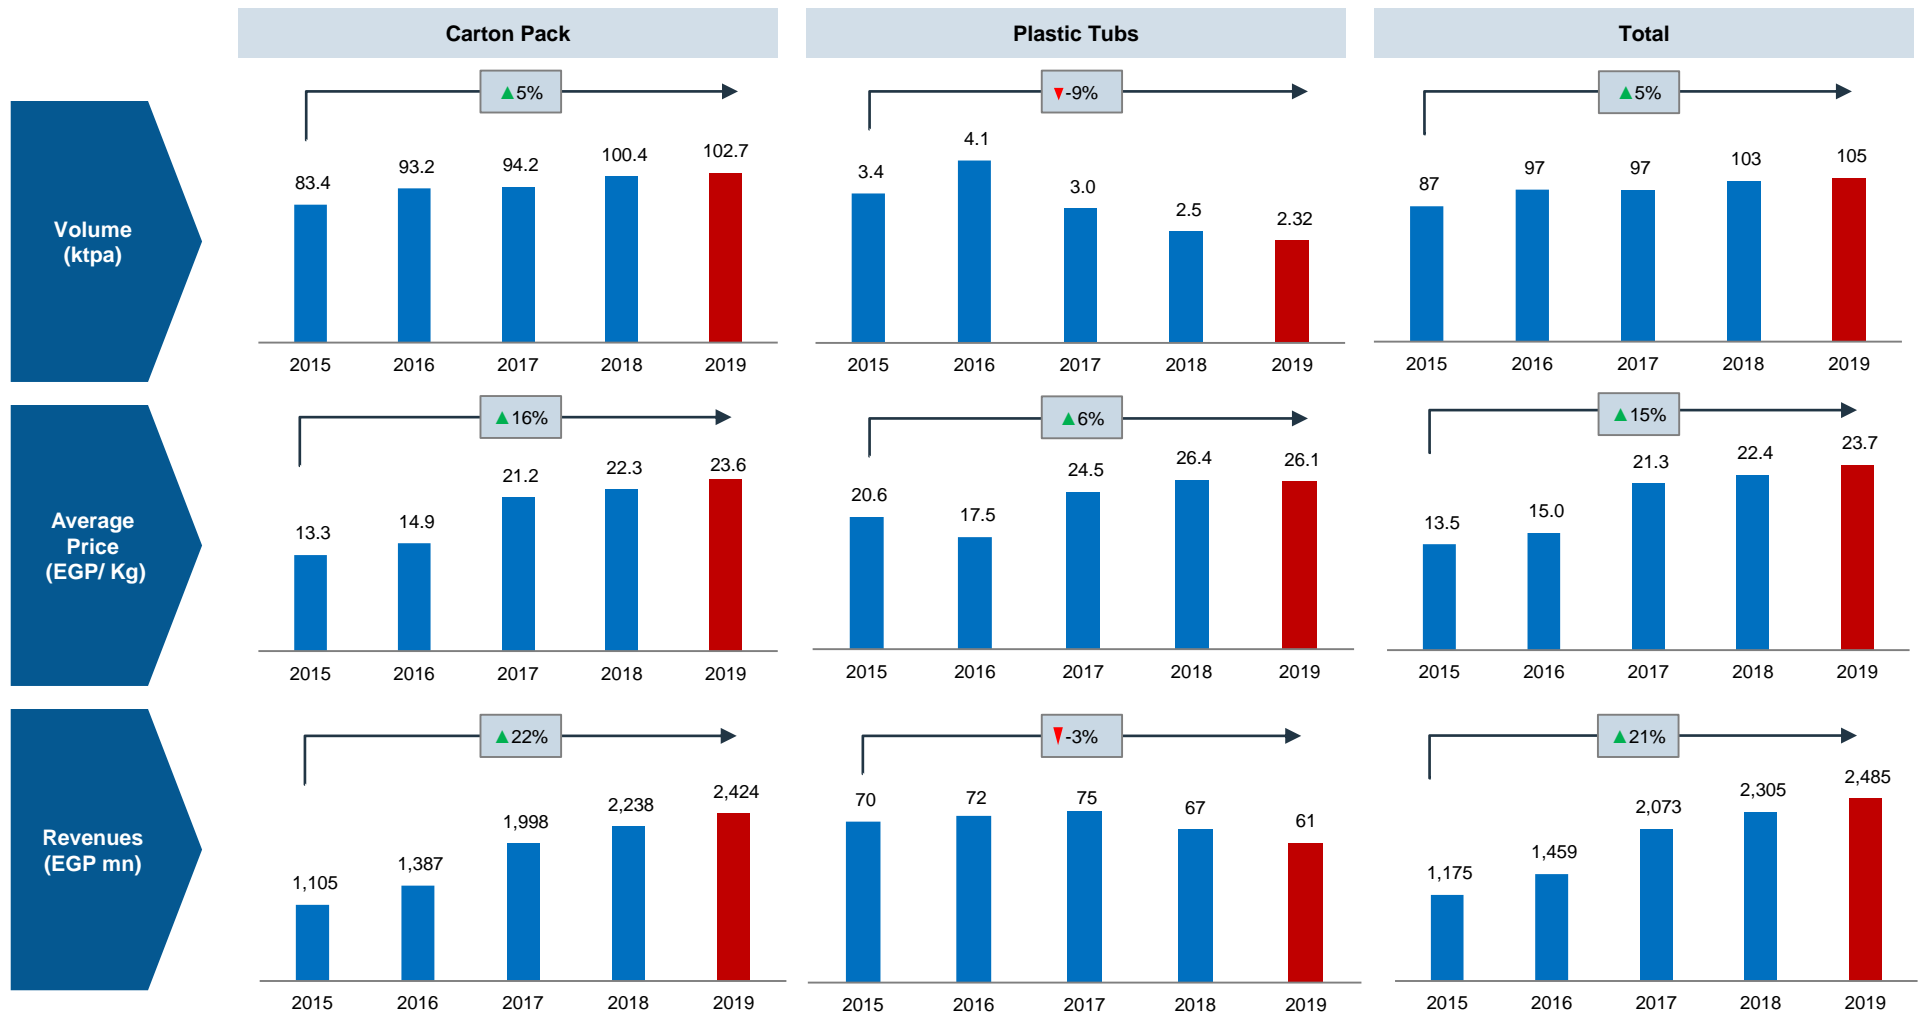 Carton Pack
Plastic Tubs
Total
Volume
(ktpa)
▲5%
83.4
93.2
94.2
100.4
102.7
2015 2016 2017 2018 2019
▼-9%
3.4
4.1
3.0
2.5
2.32
2015 2016 2017 2018 2019
▲5%
87
97
97
103
105
2015 2016 2017 2018 2019
Average
Price
(EGP/ Kg)
▲16%
13.3
14.9
21.2
22.3
23.6
2015 2016 2017 2018 2019
▲6%
20.6
17.5
24.5
26.4
26.1
2015 2016 2017 2018 2019
▲15%
13.5
15.0
21.3
22.4
23.7
2015 2016 2017 2018 2019
Revenues
(EGP mn)
▲22%
1,105
1,387
1,998
2,238
2,424
2015 2016 2017 2018 2019
▼-3%
70
72
75
67
61
2015 2016 2017 2018 2019
▲21%
1,175
1,459
2,073
2,305
2,485
2015 2016 2017 2018 2019